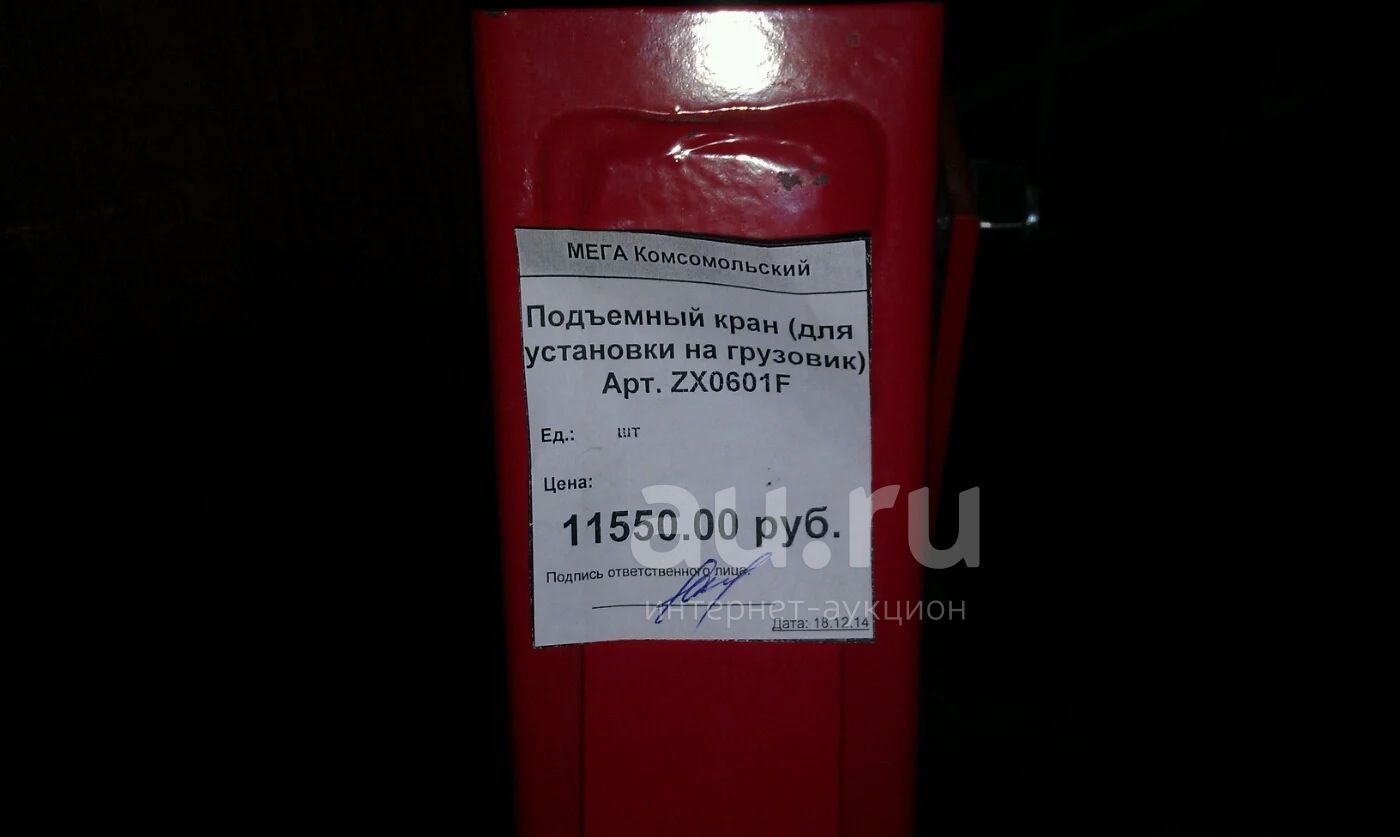 МЕГА Комсомольский
Подъемный кран (для
установки на грузовик)
Арт. ZX0601F
Ед.: шт
Цена:
11550.00 руб.
Подпись ответственного лица:
Дата: 18.12.14
au.ru
интернет-аукцион